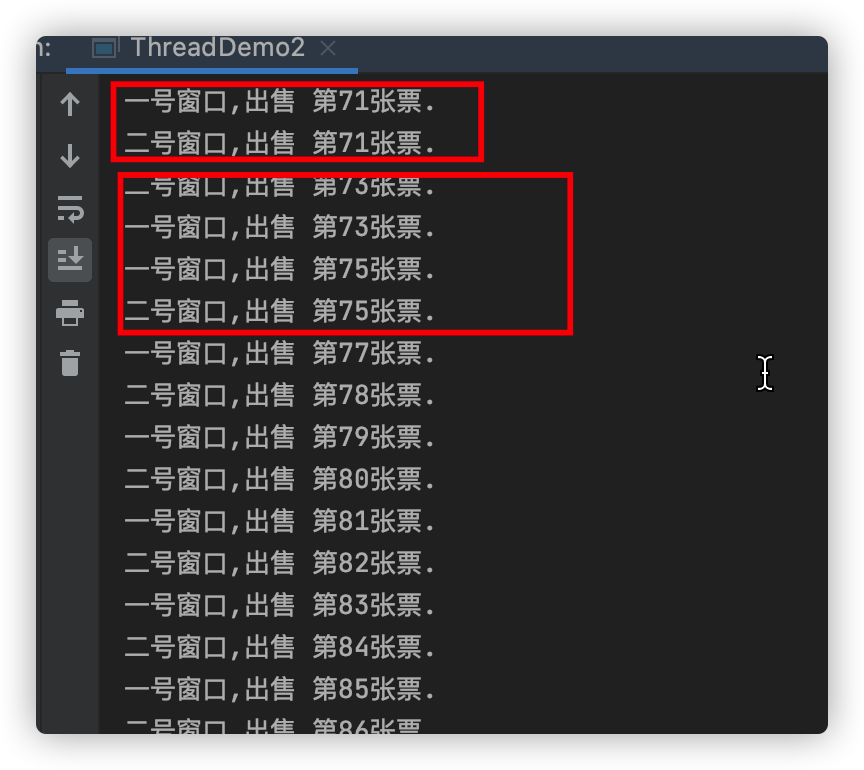 n: ThreadDemo2 ×
一号窗口,出售 第71张票.
二号窗口,出售 第71张票.
二号窗口,出售 第73张票.
一号窗口,出售 第73张票.
一号窗口,出售 第75张票.
二号窗口,出售 第75张票.
一号窗口,出售 第77张票.
二号窗口,出售 第78张票.
一号窗口,出售 第79张票.
二号窗口,出售 第80张票.
一号窗口,出售 第81张票.
二号窗口,出售 第82张票.
一号窗口,出售 第83张票.
二号窗口,出售 第84张票.
一号窗口,出售 第85张票.
二号窗口,出售 第86张票